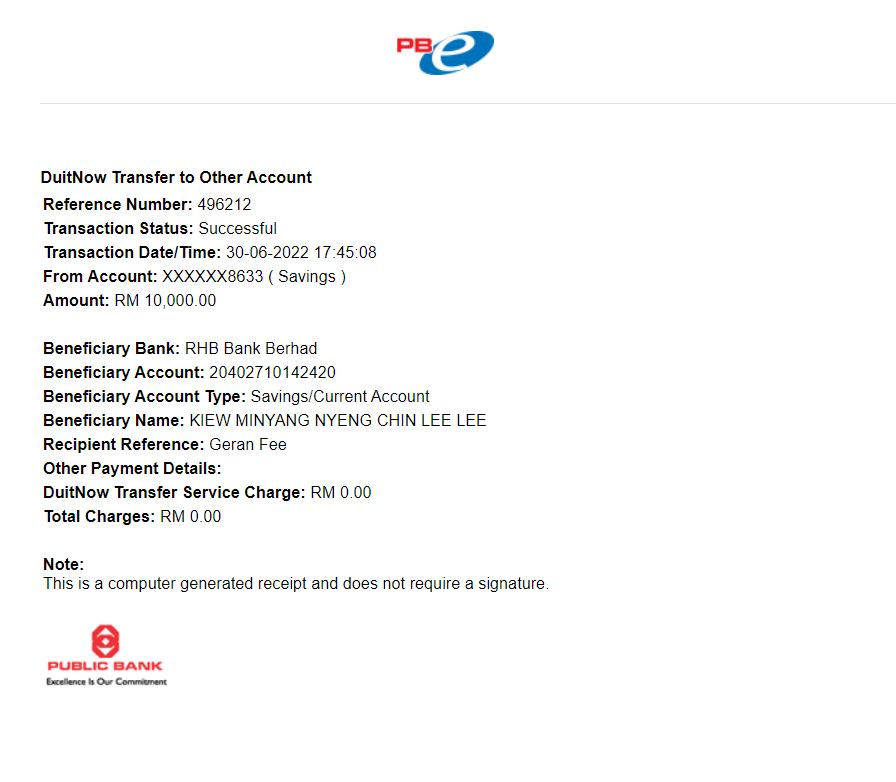 PBe
DuitNow Transfer to Other Account
Reference Number: 496212
Transaction Status: Successful
Transaction Date/Time: 30-06-2022 17:45:08
From Account: XXXXXX8633 ( Savings )
Amount: RM 10,000.00
Beneficiary Bank: RHB Bank Berhad
Beneficiary Account: 20402710142420
Beneficiary Account Type: Savings/Current Account
Beneficiary Name: KIEW MINYANG NYENG CHIN LEE LEE
Recipient Reference: Geran Fee
Other Payment Details:
DuitNow Transfer Service Charge: RM 0.00
Total Charges: RM 0.00
Note:
This is a computer generated receipt and does not require a signature.
PUBLIC BANK
Excellence Is Our Commitment